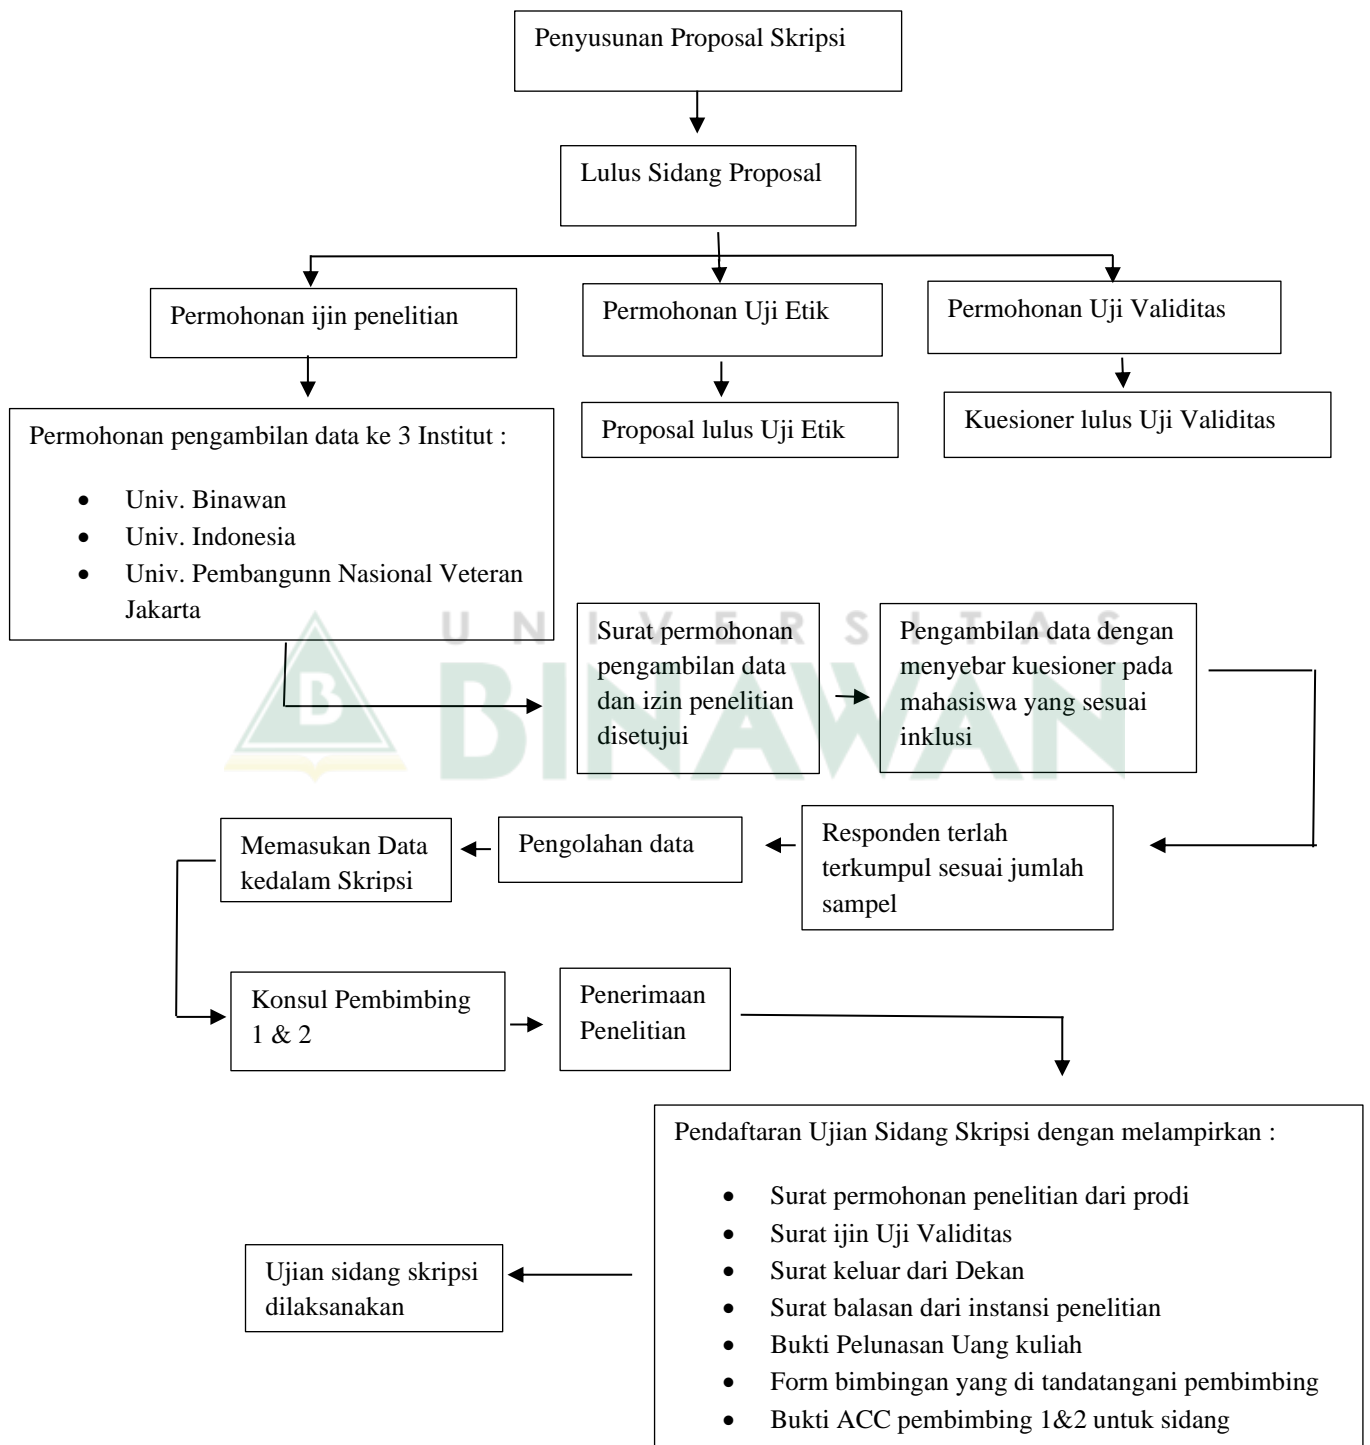 Penyusunan Proposal Skripsi
Lulus Sidang Proposal
Permohonan ijin penelitian
Permohonan Uji Etik
Permohonan Uji Validitas
Permohonan pengambilan data ke 3 Institut :
• Univ. Binawan
• Univ. Indonesia
• Univ. Pembangunn Nasional Veteran
Jakarta
Proposal lulus Uji Etik
Kuesioner lulus Uji Validitas
UNIVERSITAS
B
BINAWAN
Surat permohonan
pengambilan data
dan izin penelitian
disetujui
Pengambilan data dengan
menyebar kuesioner pada
mahasiswa yang sesuai
inklusi
Responden terlah
terkumpul sesuai jumlah
sampel
Pengolahan data
Memasukan Data
kedalam Skripsi
Konsul Pembimbing
1 & 2
Penerimaan
Penelitian
Pendaftaran Ujian Sidang Skripsi dengan melampirkan :
• Surat permohonan penelitian dari prodi
• Surat ijin Uji Validitas
• Surat keluar dari Dekan
• Surat balasan dari instansi penelitian
• Bukti Pelunasan Uang kuliah
• Form bimbingan yang di tandatangani pembimbing
• Bukti ACC pembimbing 1&2 untuk sidang
Ujian sidang skripsi
dilaksanakan